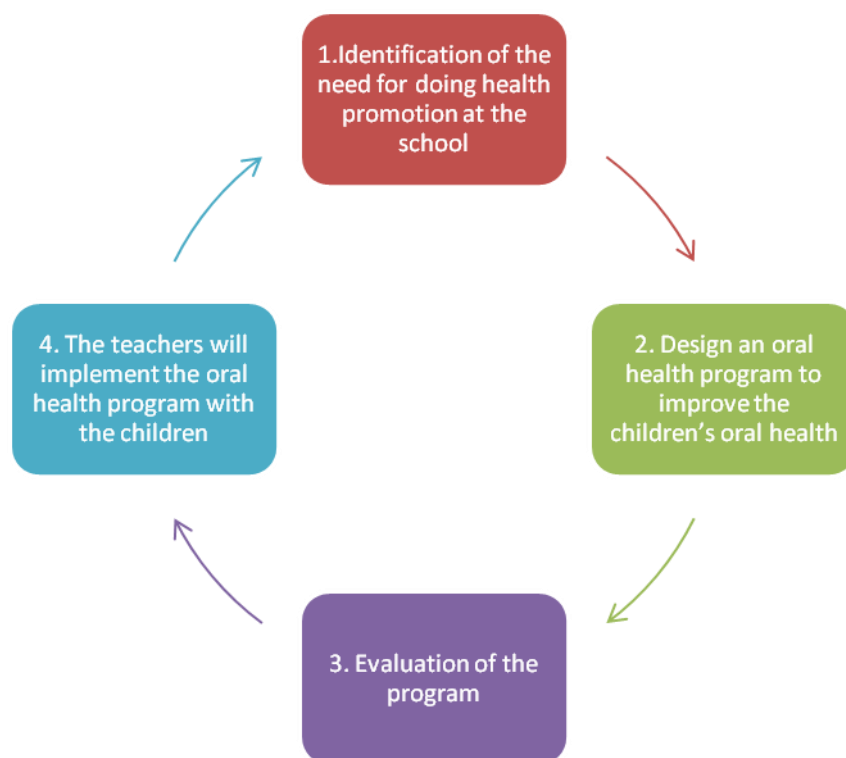 1.Identification of the
need for doing health
promotion at the
school
2. Design an oral
health program to
improve the
children’s oral health
3. Evaluation of the
program
4. The teachers will
implement the oral
health program with
the children